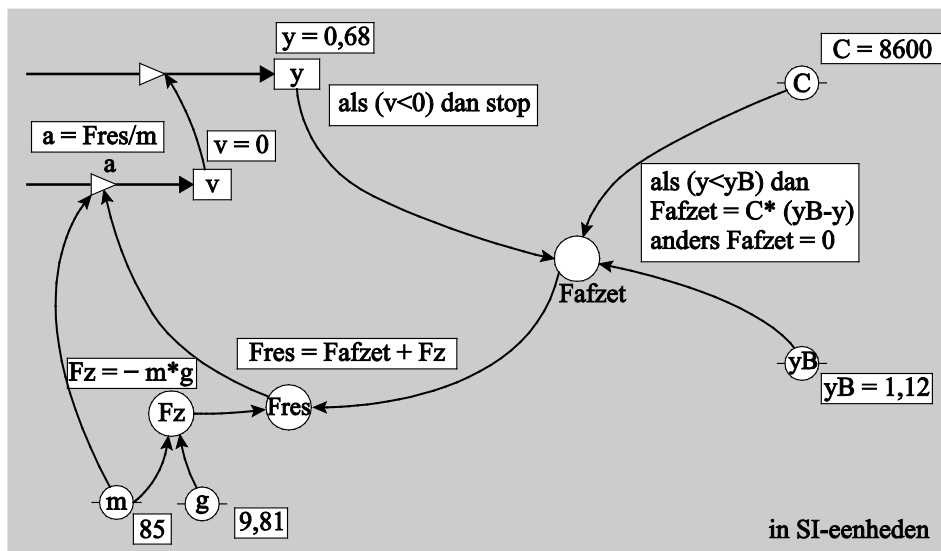 y = 0,68
C = 8600
y
C
als (v<0) dan stop
a = Fres/m
v = 0
a
v
als (y<yB) dan
Fafzet = C* (yB-y)
anders Fafzet = 0
Fafzet
Fres = Fafzet + Fz
Fz = − m*g
yB
yB = 1,12
Fz
Fres
m
g
85
9,81
in SI-eenheden